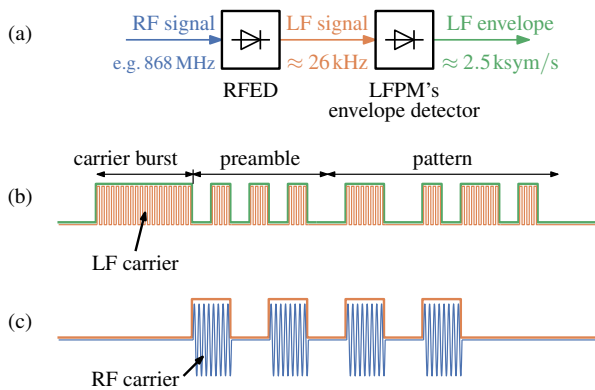 (a)
RF signal
LF signal
LF envelope
e.g. 868 MHz
≈ 26 kHz
≈ 2.5 ksym/s
RFED
LFPM's
envelope detector
carrier burst
preamble
pattern
(b)
LF carrier
(c)
RF carrier